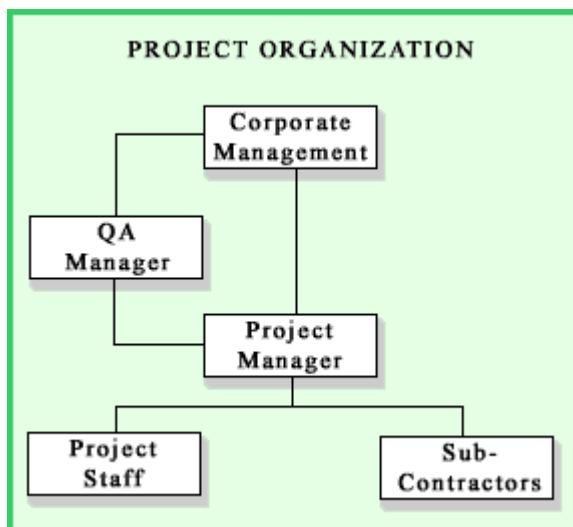 PROJECT ORGANIZATION
Corporate
Management
QA
Manager
Project
Manager
Project
Staff
Sub-
Contractors